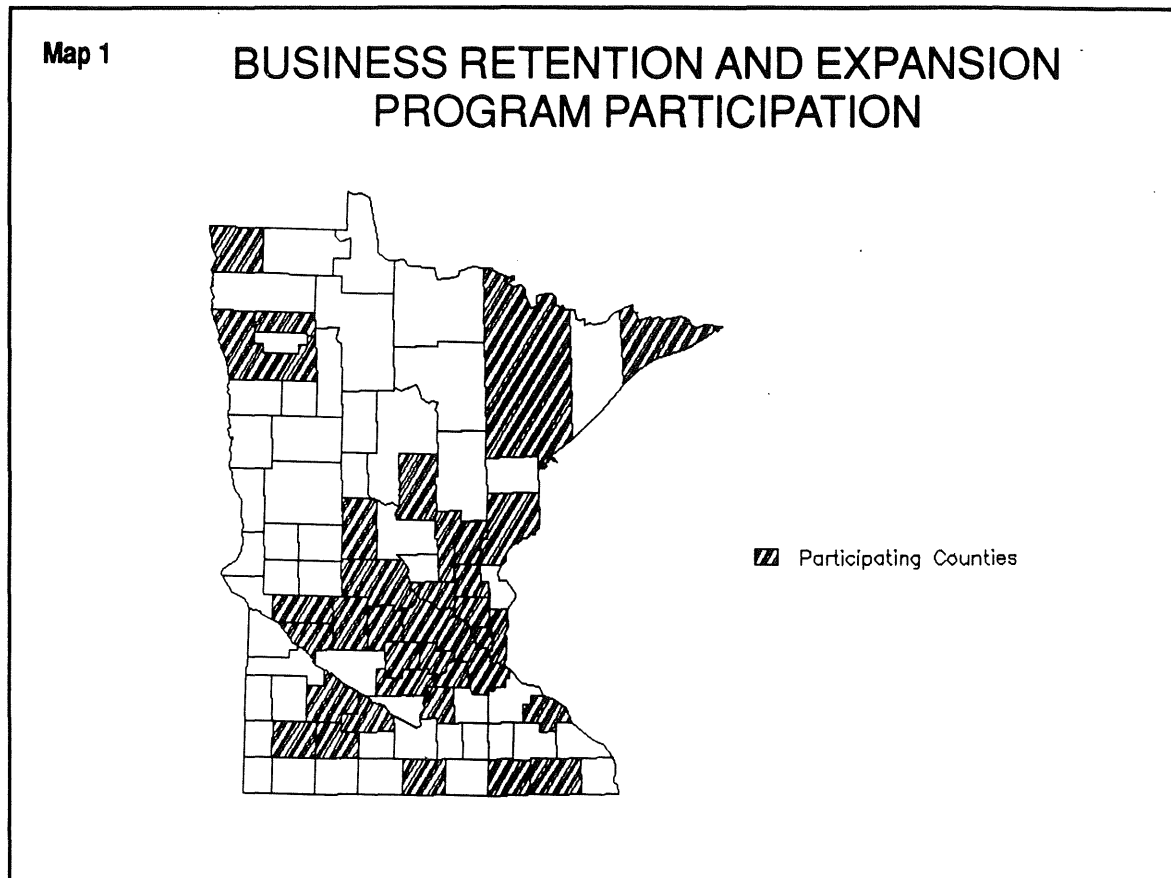 Map 1
BUSINESS RETENTION AND EXPANSION
PROGRAM PARTICIPATION
Participating Counties